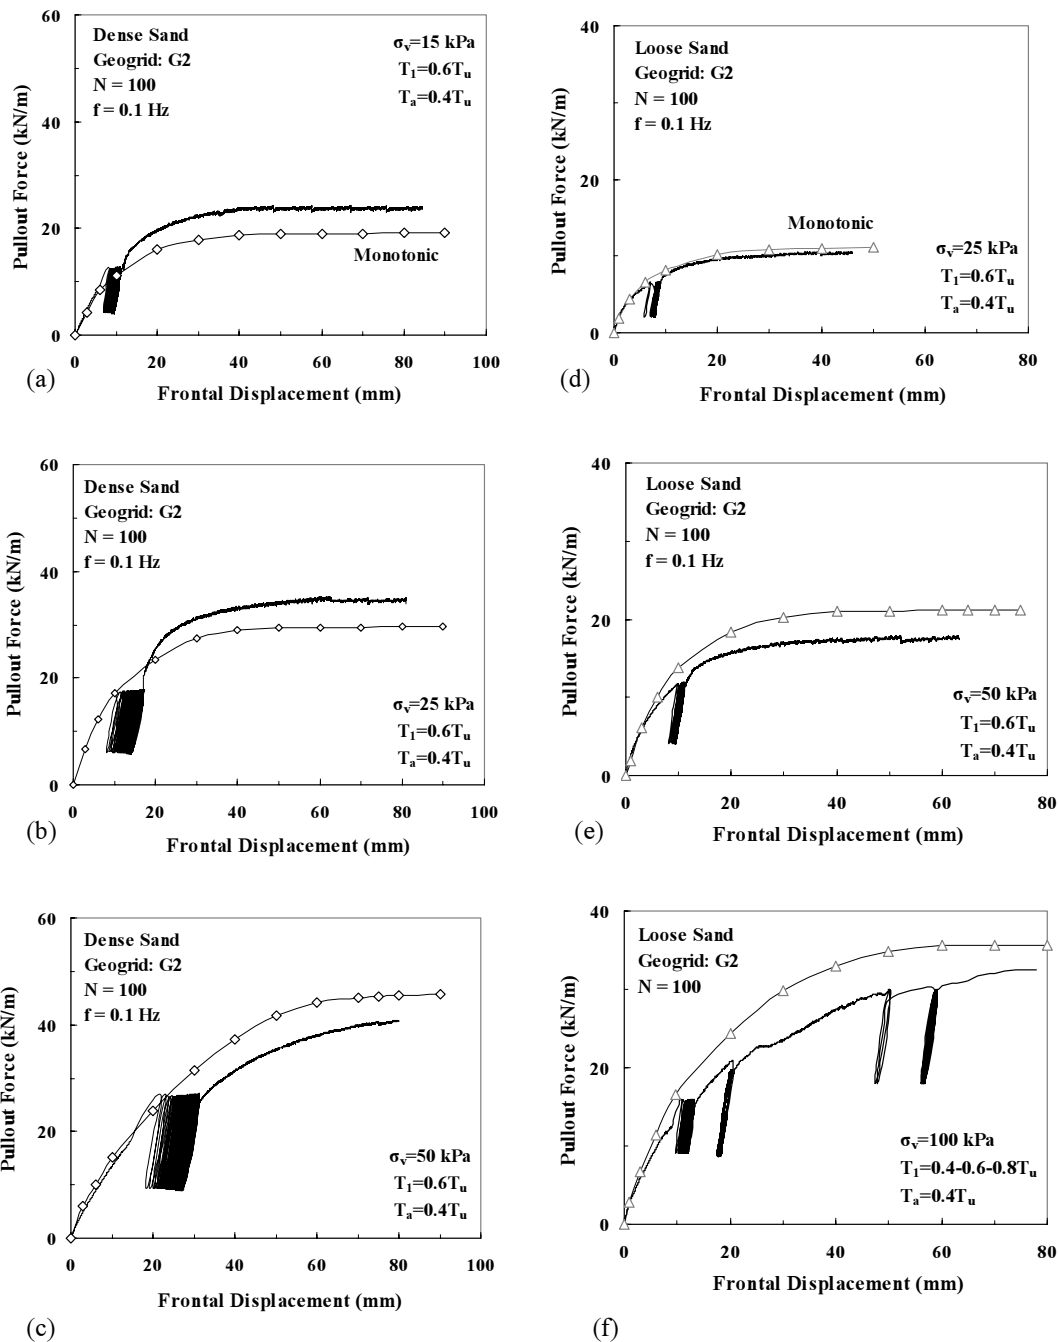 Dense Sand
Geogrid: G2
N = 100
f = 0.1 Hz
σv=15 kPa
T1=0.6Tu
Ta=0.4Tu
Monotonic
60
40
20
0
0 20 40 60 80 100
Pullout Force (kN/m)
Frontal Displacement (mm)
(a)
Loose Sand
Geogrid: G2
N = 100
f = 0.1 Hz
Monotonic
σv=25 kPa
T1=0.6Tu
Ta=0.4Tu
40
20
0
0 20 40 60 80
Pullout Force (kN/m)
Frontal Displacement (mm)
(d)
Dense Sand
Geogrid: G2
N = 100
f = 0.1 Hz
σv=25 kPa
T1=0.6Tu
Ta=0.4Tu
60
40
20
0
0 20 40 60 80 100
Pullout Force (kN/m)
Frontal Displacement (mm)
(b)
Loose Sand
Geogrid: G2
N = 100
f = 0.1 Hz
σv=50 kPa
T1=0.6Tu
Ta=0.4Tu
40
20
0
0 20 40 60 80
Pullout Force (kN/m)
Frontal Displacement (mm)
(e)
Dense Sand
Geogrid: G2
N = 100
f = 0.1 Hz
σv=50 kPa
T1=0.6Tu
Ta=0.4Tu
60
40
20
0
0 20 40 60 80 100
Pullout Force (kN/m)
Frontal Displacement (mm)
(c)
Loose Sand
Geogrid: G2
N = 100
σv=100 kPa
T1=0.4-0.6-0.8Tu
Ta=0.4Tu
40
20
0
0 20 40 60 80
Pullout Force (kN/m)
Frontal Displacement (mm)
(f)